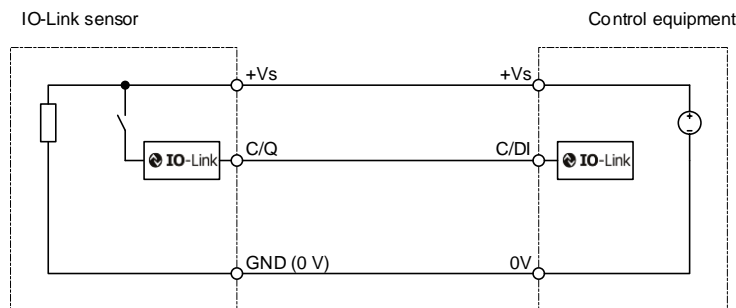 IO-Link sensor
Control equipment
+Vs
+Vs
+
-
C/Q
C/DI
IO-Link
IO-Link
GND (0 V)
0V